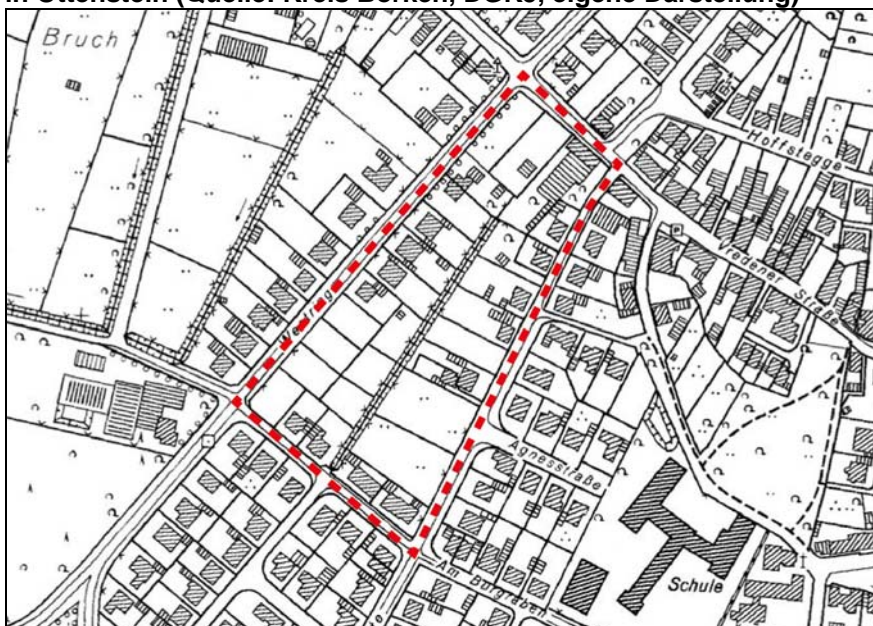 in Ottenstein (Quelle: Kreis Borken, DGK5, eigene Darstellung)
Bruch
Hoffstegge
P
Vredener Straße
Agnesstraße
Am Burggraben
Schule